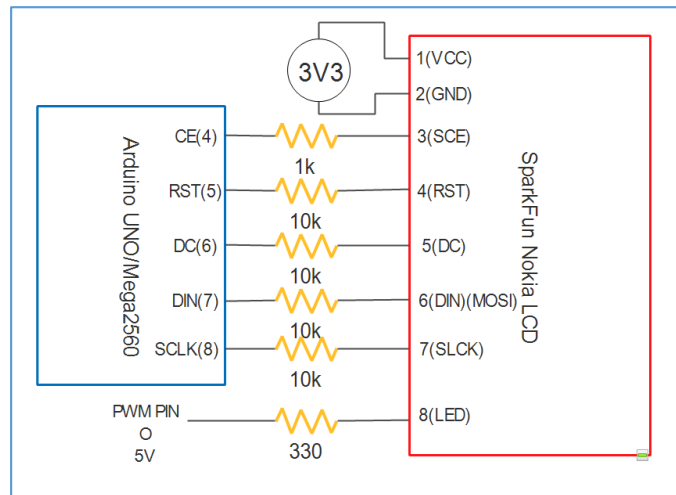 3V3
1(VCC)
2(GND)
CE(4)
3(SCE)
1k
RST(5)
4(RST)
10k
DC(6)
5(DC)
10k
DIN(7)
6(DIN)(MOSI)
10k
SCLK(8)
7(SLCK)
10k
PWM PIN
O
5V
8(LED)
330
Arduino UNO/Mega2560
SparkFun Nokia LCD